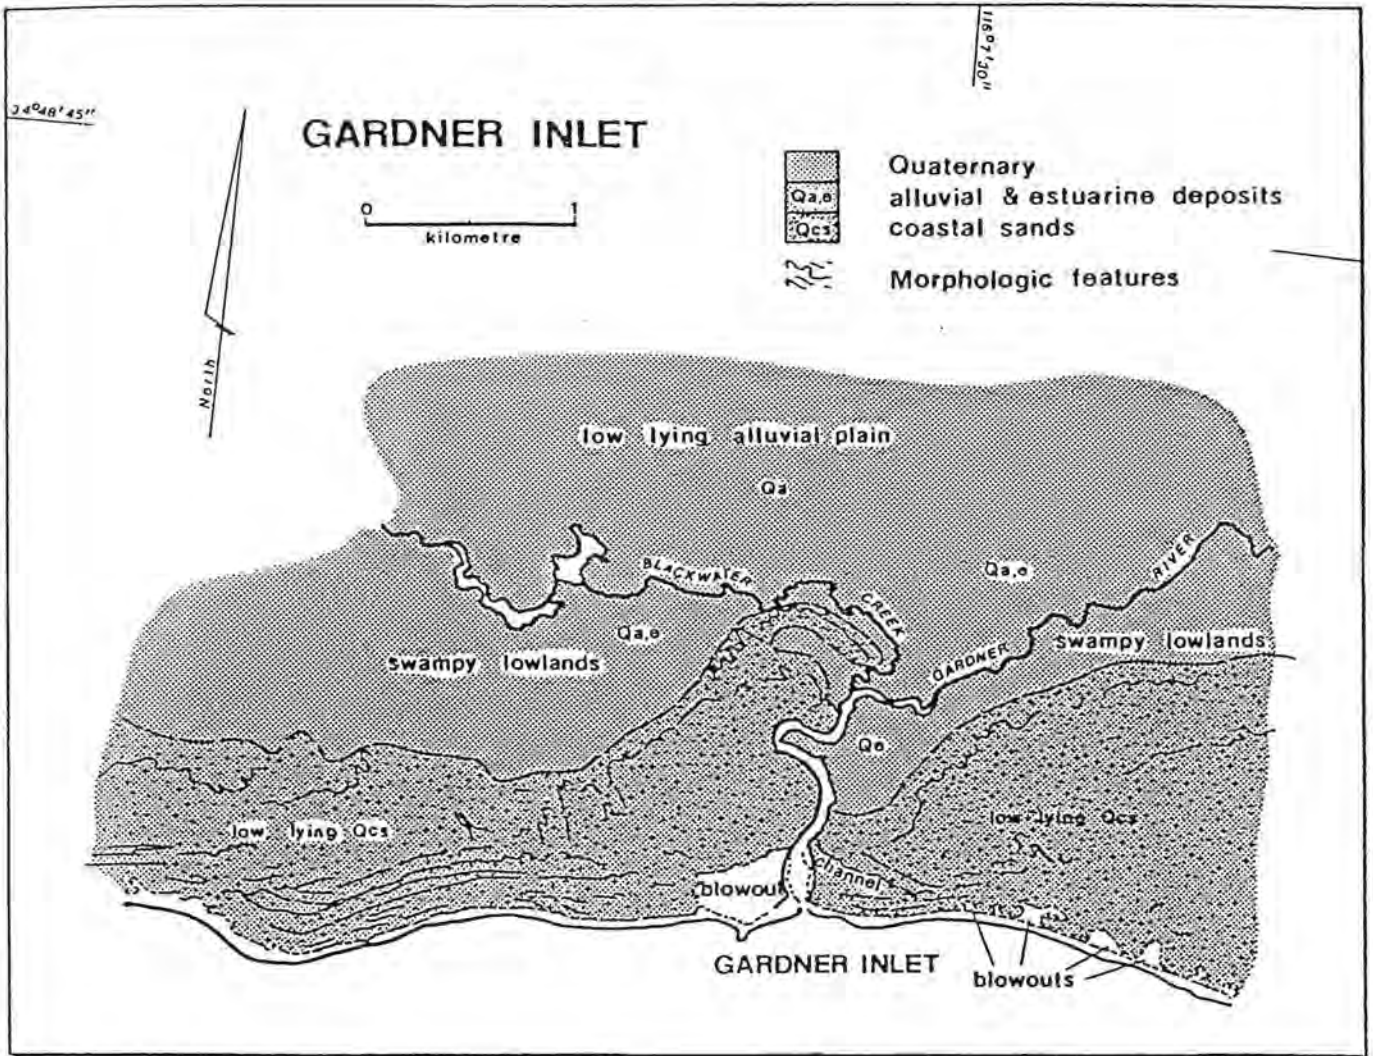 116°7'30"
34°48'45"
GARDNER INLET
0 1
kilometre
Quaternary
Qa,e alluvial & estuarine deposits
Qcs coastal sands
Morphologic features
North
low lying alluvial plain
Qa
BLACKWATER CREEK
Qa,e
GARDNER RIVER
Qa,e
swampy lowlands
swampy lowlands
Qe
low lying Qcs
low lying Qcs
channel
blowout
GARDNER INLET
blowouts